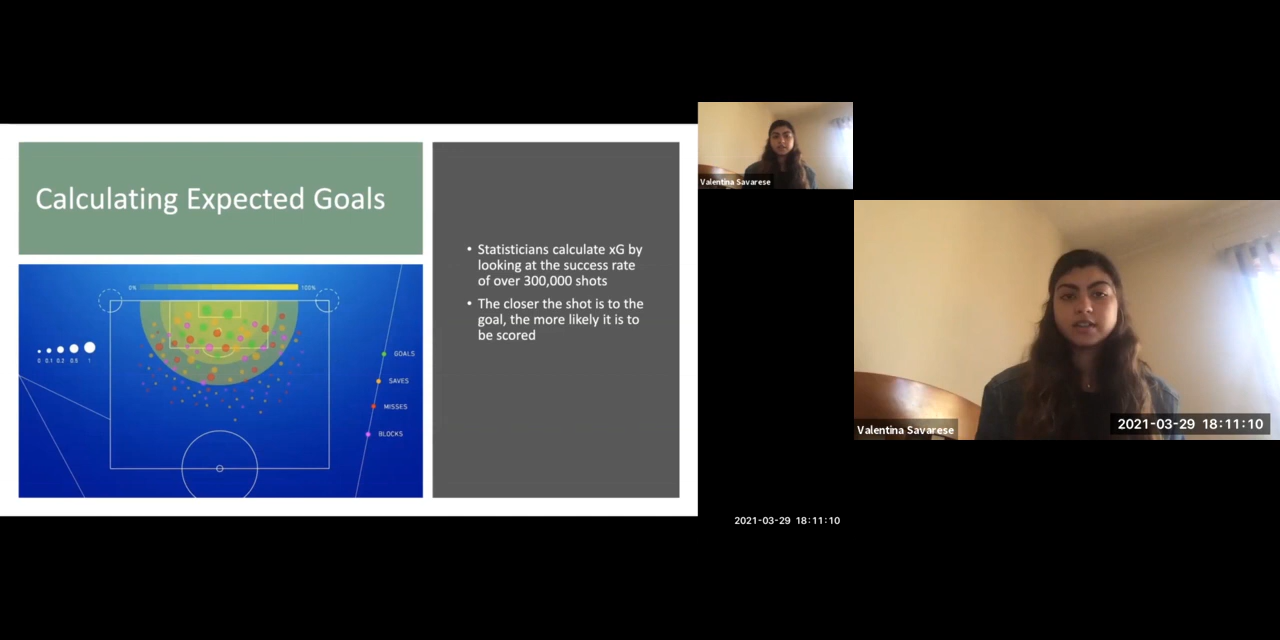 Calculating Expected Goals
0%
100%
0 0.1 0.2 0.5 1
GOALS
SAVES
MISSES
BLOCKS
• Statisticians calculate xG by
looking at the success rate
of over 300,000 shots
• The closer the shot is to the
goal, the more likely it is to
be scored
Valentina Savarese
Valentina Savarese
2021-03-29 18:11:10
2021-03-29 18:11:10